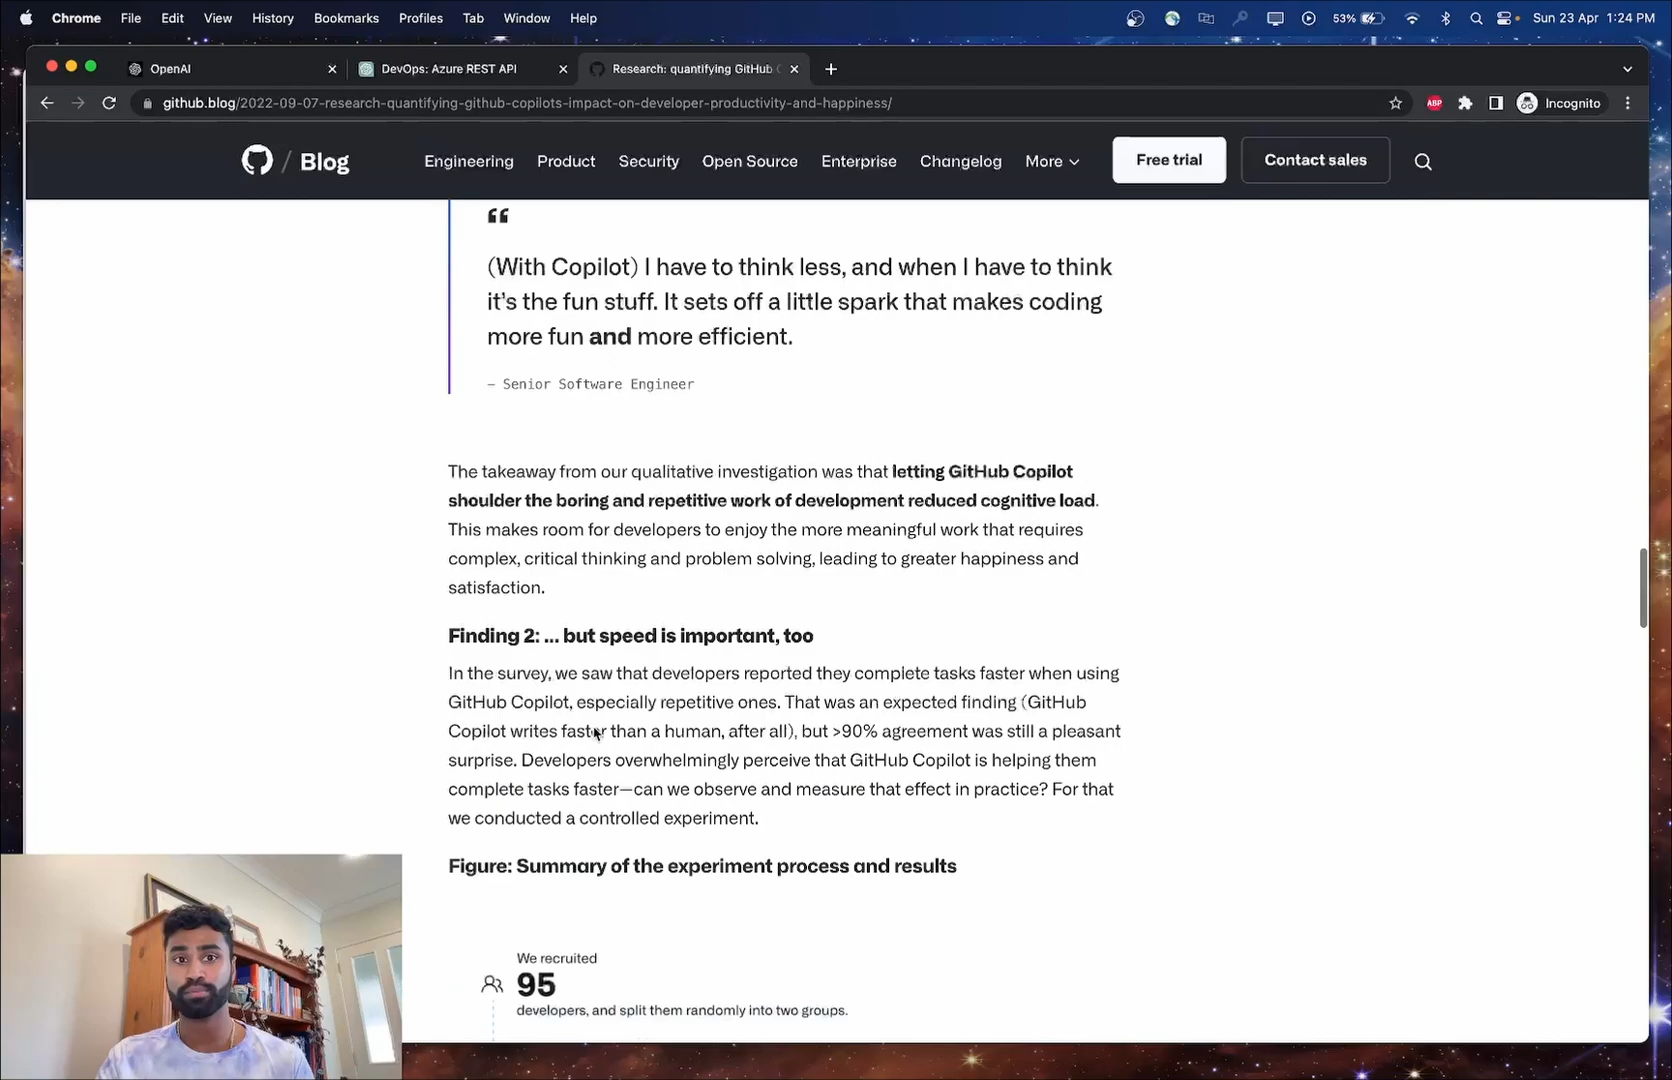 Chrome File Edit View History Bookmarks Profiles Tab Window Help 53% Sun 23 Apr 1:24 PM
OpenAI DevOps: Azure REST API Research: quantifying GitHub
github.blog/2022-09-07-research-quantifying-github-copilots-impact-on-developer-productivity-and-happiness/ ABP Incognito
/ Blog Engineering Product Security Open Source Enterprise Changelog More Free trial Contact sales
“
(With Copilot) I have to think less, and when I have to think
it's the fun stuff. It sets off a little spark that makes coding
more fun and more efficient.
— Senior Software Engineer
The takeaway from our qualitative investigation was that letting GitHub Copilot
shoulder the boring and repetitive work of development reduced cognitive load.
This makes room for developers to enjoy the more meaningful work that requires
complex, critical thinking and problem solving, leading to greater happiness and
satisfaction.
Finding 2: ... but speed is important, too
In the survey, we saw that developers reported they complete tasks faster when using
GitHub Copilot, especially repetitive ones. That was an expected finding (GitHub
Copilot writes faster than a human, after all), but >90% agreement was still a pleasant
surprise. Developers overwhelmingly perceive that GitHub Copilot is helping them
complete tasks faster—can we observe and measure that effect in practice? For that
we conducted a controlled experiment.
Figure: Summary of the experiment process and results
We recruited
95
developers, and split them randomly into two groups.